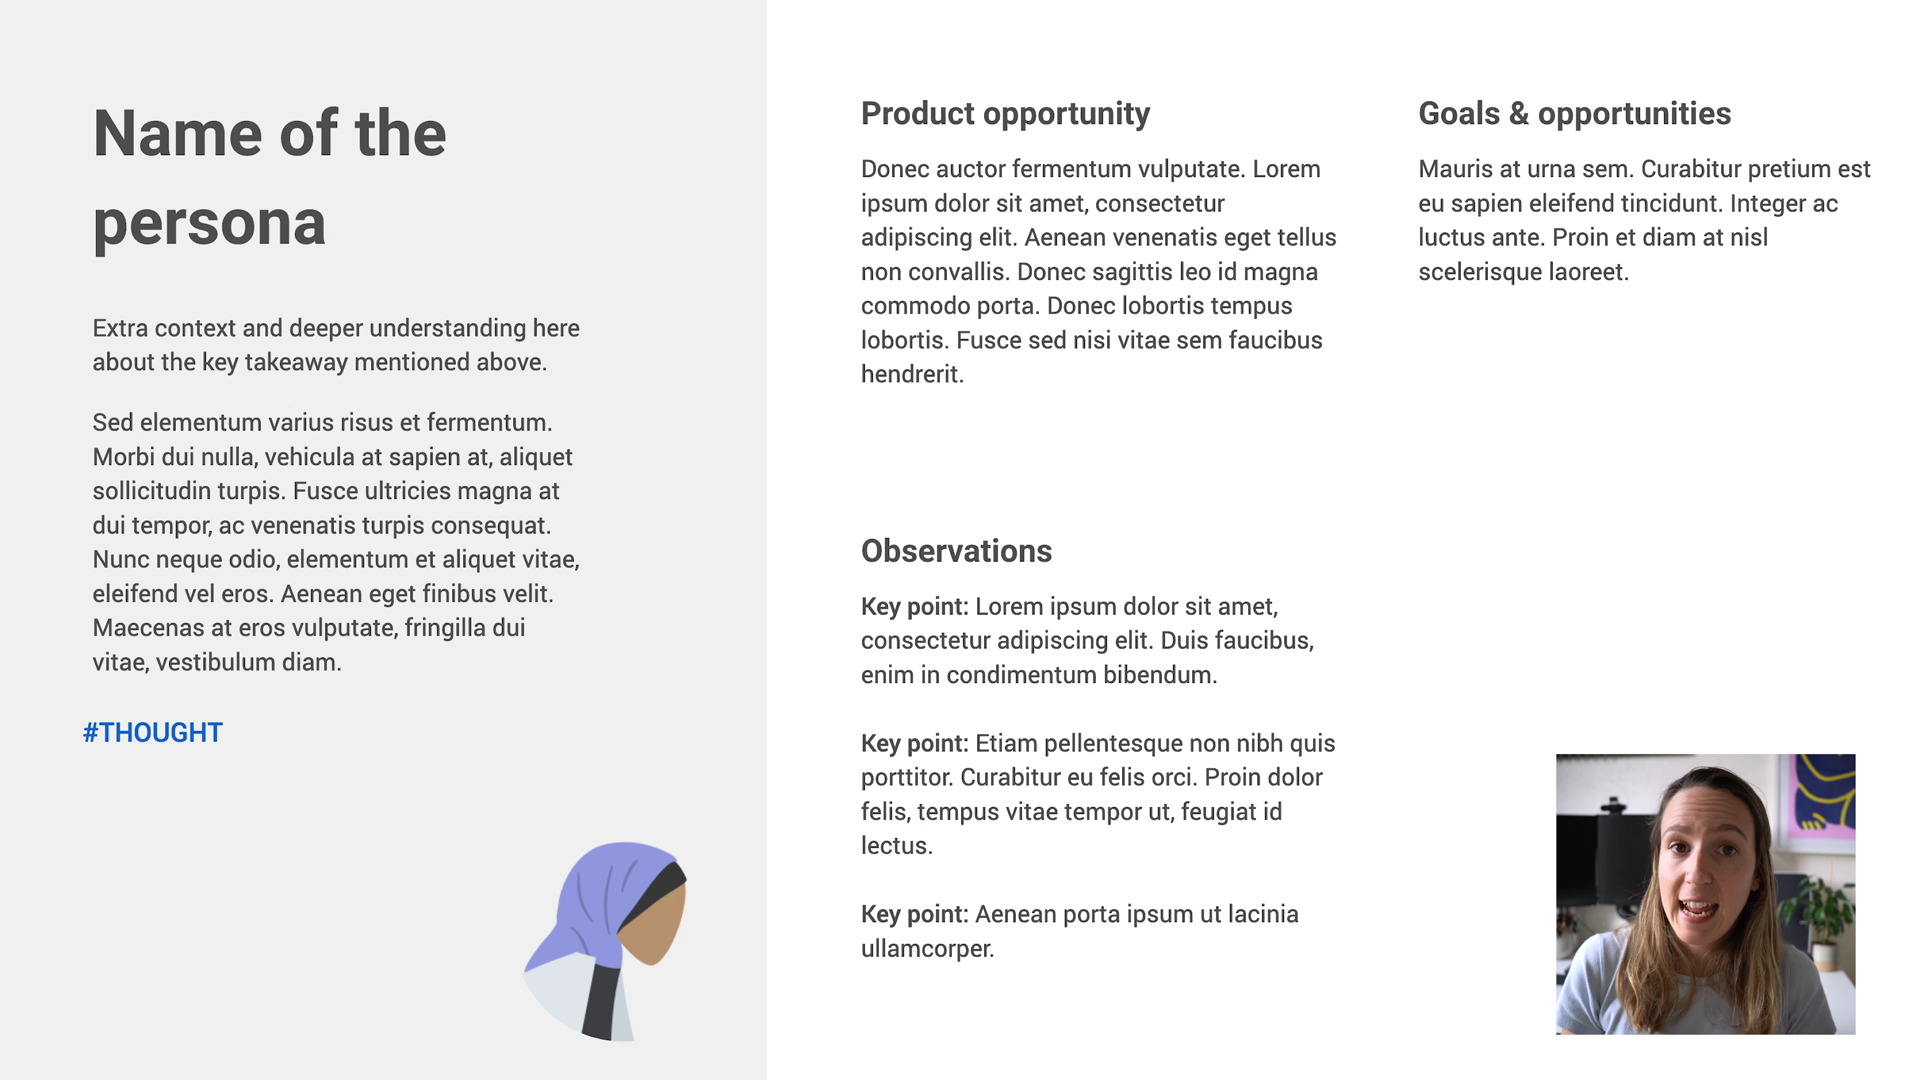 Name of the
persona
Extra context and deeper understanding here
about the key takeaway mentioned above.
Sed elementum varius risus et fermentum.
Morbi dui nulla, vehicula at sapien at, aliquet
sollicitudin turpis. Fusce ultricies magna at
dui tempor, ac venenatis turpis consequat.
Nunc neque odio, elementum et aliquet vitae,
eleifend vel eros. Aenean eget finibus velit.
Maecenas at eros vulputate, fringilla dui
vitae, vestibulum diam.
#THOUGHT
Product opportunity
Donec auctor fermentum vulputate. Lorem
ipsum dolor sit amet, consectetur
adipiscing elit. Aenean venenatis eget tellus
non convallis. Donec sagittis leo id magna
commodo porta. Donec lobortis tempus
lobortis. Fusce sed nisi vitae sem faucibus
hendrerit.
Goals & opportunities
Mauris at urna sem. Curabitur pretium est
eu sapien eleifend tincidunt. Integer ac
luctus ante. Proin et diam at nisl
scelerisque laoreet.
Observations
Key point: Lorem ipsum dolor sit amet,
consectetur adipiscing elit. Duis faucibus,
enim in condimentum bibendum.
Key point: Etiam pellentesque non nibh quis
porttitor. Curabitur eu felis orci. Proin dolor
felis, tempus vitae tempor ut, feugiat id
lectus.
Key point: Aenean porta ipsum ut lacinia
ullamcorper.